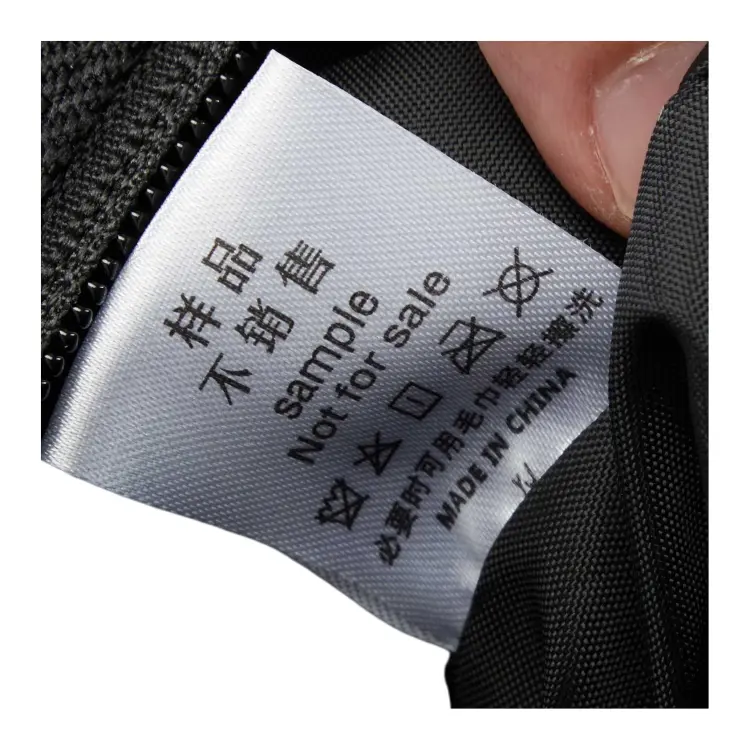 样品
不销售
sample
Not for sale
必要时可用毛巾轻轻擦洗
MADE IN CHINA
YJ